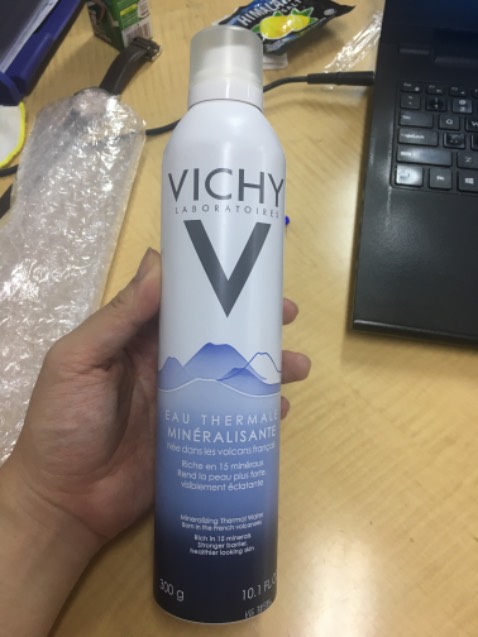 VICHY
LABORATOIRES
V
EAU THERMALE
MINÉRALISANTE
Née dans les volcans français
Riche en 15 minéraux
Rend la peau plus forte,
visiblement éclatante
Mineralizing Thermal Water
Born in the French volcanoes
Rich in 15 minerals
Stronger barrier,
healthier looking skin
300 g
10.1 FL